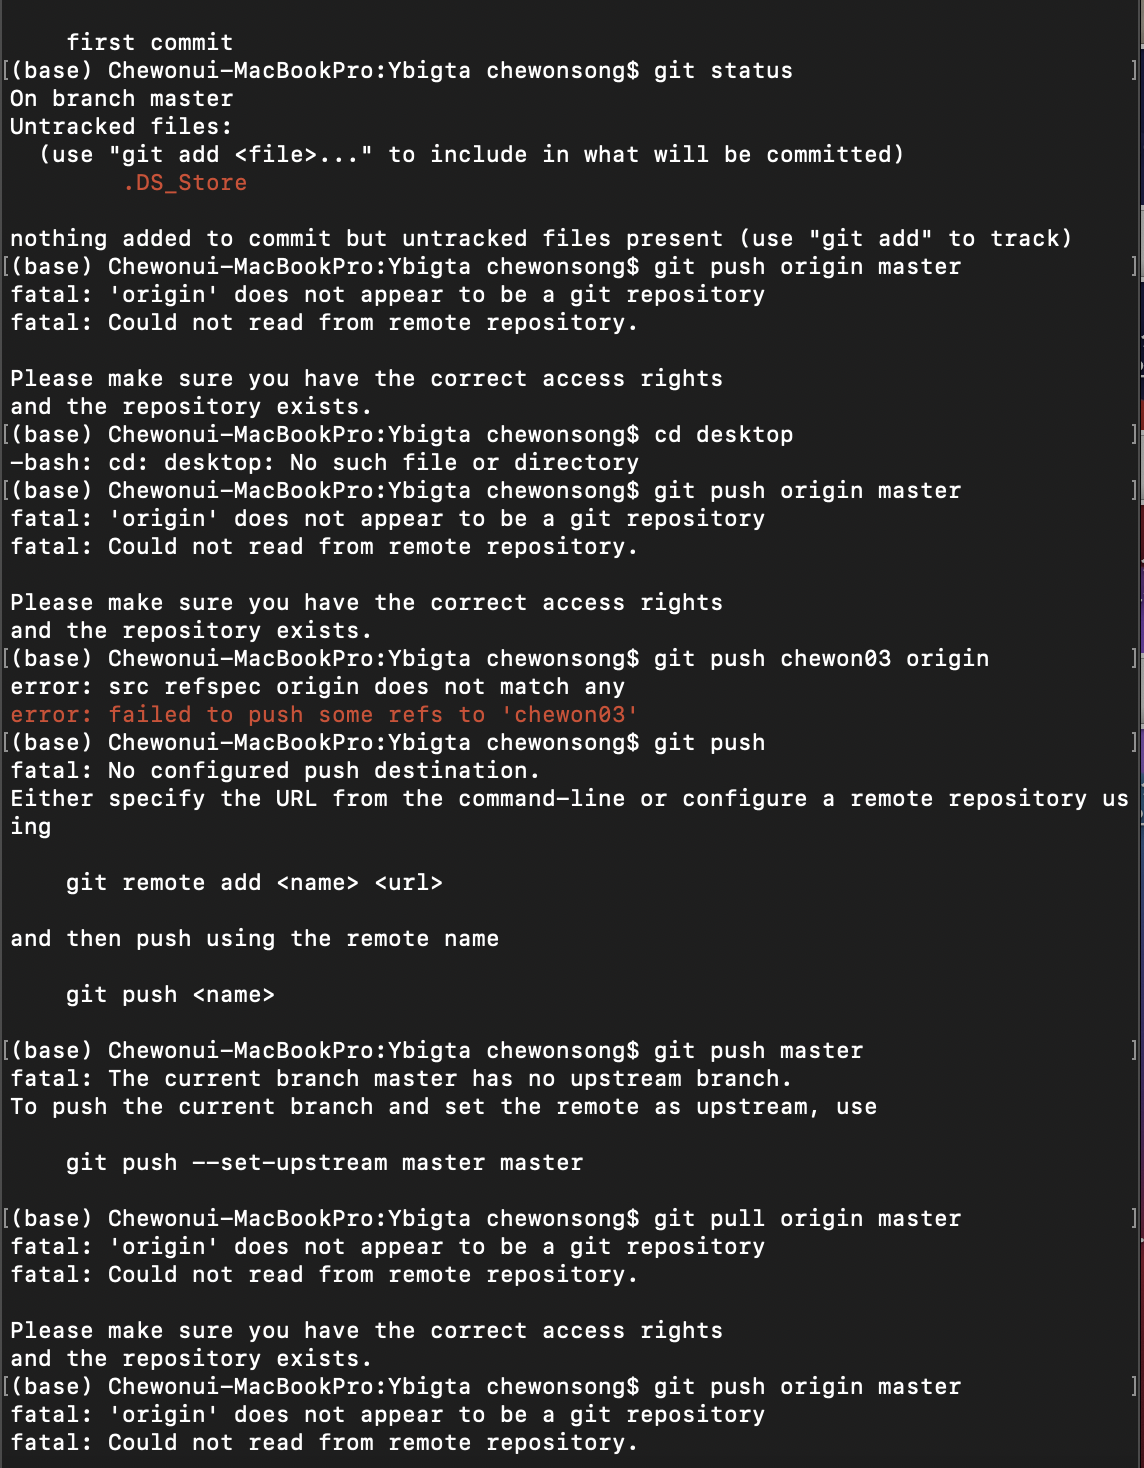 first commit
[(base) Chewonui-MacBookPro:Ybigta chewonsong$ git status ]
On branch master
Untracked files:
(use "git add <file>..." to include in what will be committed)
.DS_Store
nothing added to commit but untracked files present (use "git add" to track)
[(base) Chewonui-MacBookPro:Ybigta chewonsong$ git push origin master ]
fatal: 'origin' does not appear to be a git repository
fatal: Could not read from remote repository.
Please make sure you have the correct access rights
and the repository exists.
[(base) Chewonui-MacBookPro:Ybigta chewonsong$ cd desktop ]
-bash: cd: desktop: No such file or directory
[(base) Chewonui-MacBookPro:Ybigta chewonsong$ git push origin master ]
fatal: 'origin' does not appear to be a git repository
fatal: Could not read from remote repository.
Please make sure you have the correct access rights
and the repository exists.
[(base) Chewonui-MacBookPro:Ybigta chewonsong$ git push chewon03 origin ]
error: src refspec origin does not match any
error: failed to push some refs to 'chewon03'
[(base) Chewonui-MacBookPro:Ybigta chewonsong$ git push ]
fatal: No configured push destination.
Either specify the URL from the command-line or configure a remote repository us
ing
git remote add <name> <url>
and then push using the remote name
git push <name>
[(base) Chewonui-MacBookPro:Ybigta chewonsong$ git push master ]
fatal: The current branch master has no upstream branch.
To push the current branch and set the remote as upstream, use
git push --set-upstream master master
[(base) Chewonui-MacBookPro:Ybigta chewonsong$ git pull origin master ]
fatal: 'origin' does not appear to be a git repository
fatal: Could not read from remote repository.
Please make sure you have the correct access rights
and the repository exists.
[(base) Chewonui-MacBookPro:Ybigta chewonsong$ git push origin master ]
fatal: 'origin' does not appear to be a git repository
fatal: Could not read from remote repository.